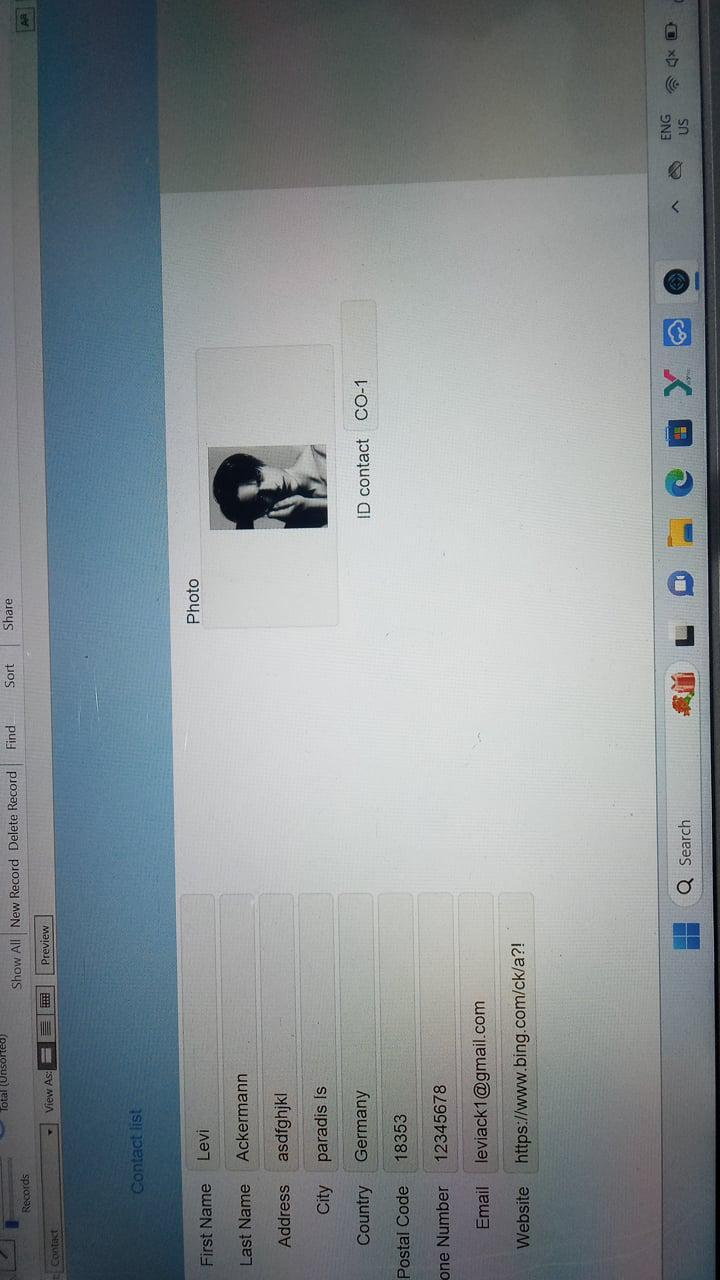 Total (Unsorted)
Records
Show All New Record Delete Record Find Sort Share
Contact View As: Preview
Contact list
First Name Levi
Last Name Ackermann
Address asdfghjkl
City paradis Is
Country Germany
Postal Code 18353
one Number 12345678
Email leviack1@gmail.com
Website https://www.bing.com/ck/a?!
Photo
ID contact CO-1
Search
ENG
US